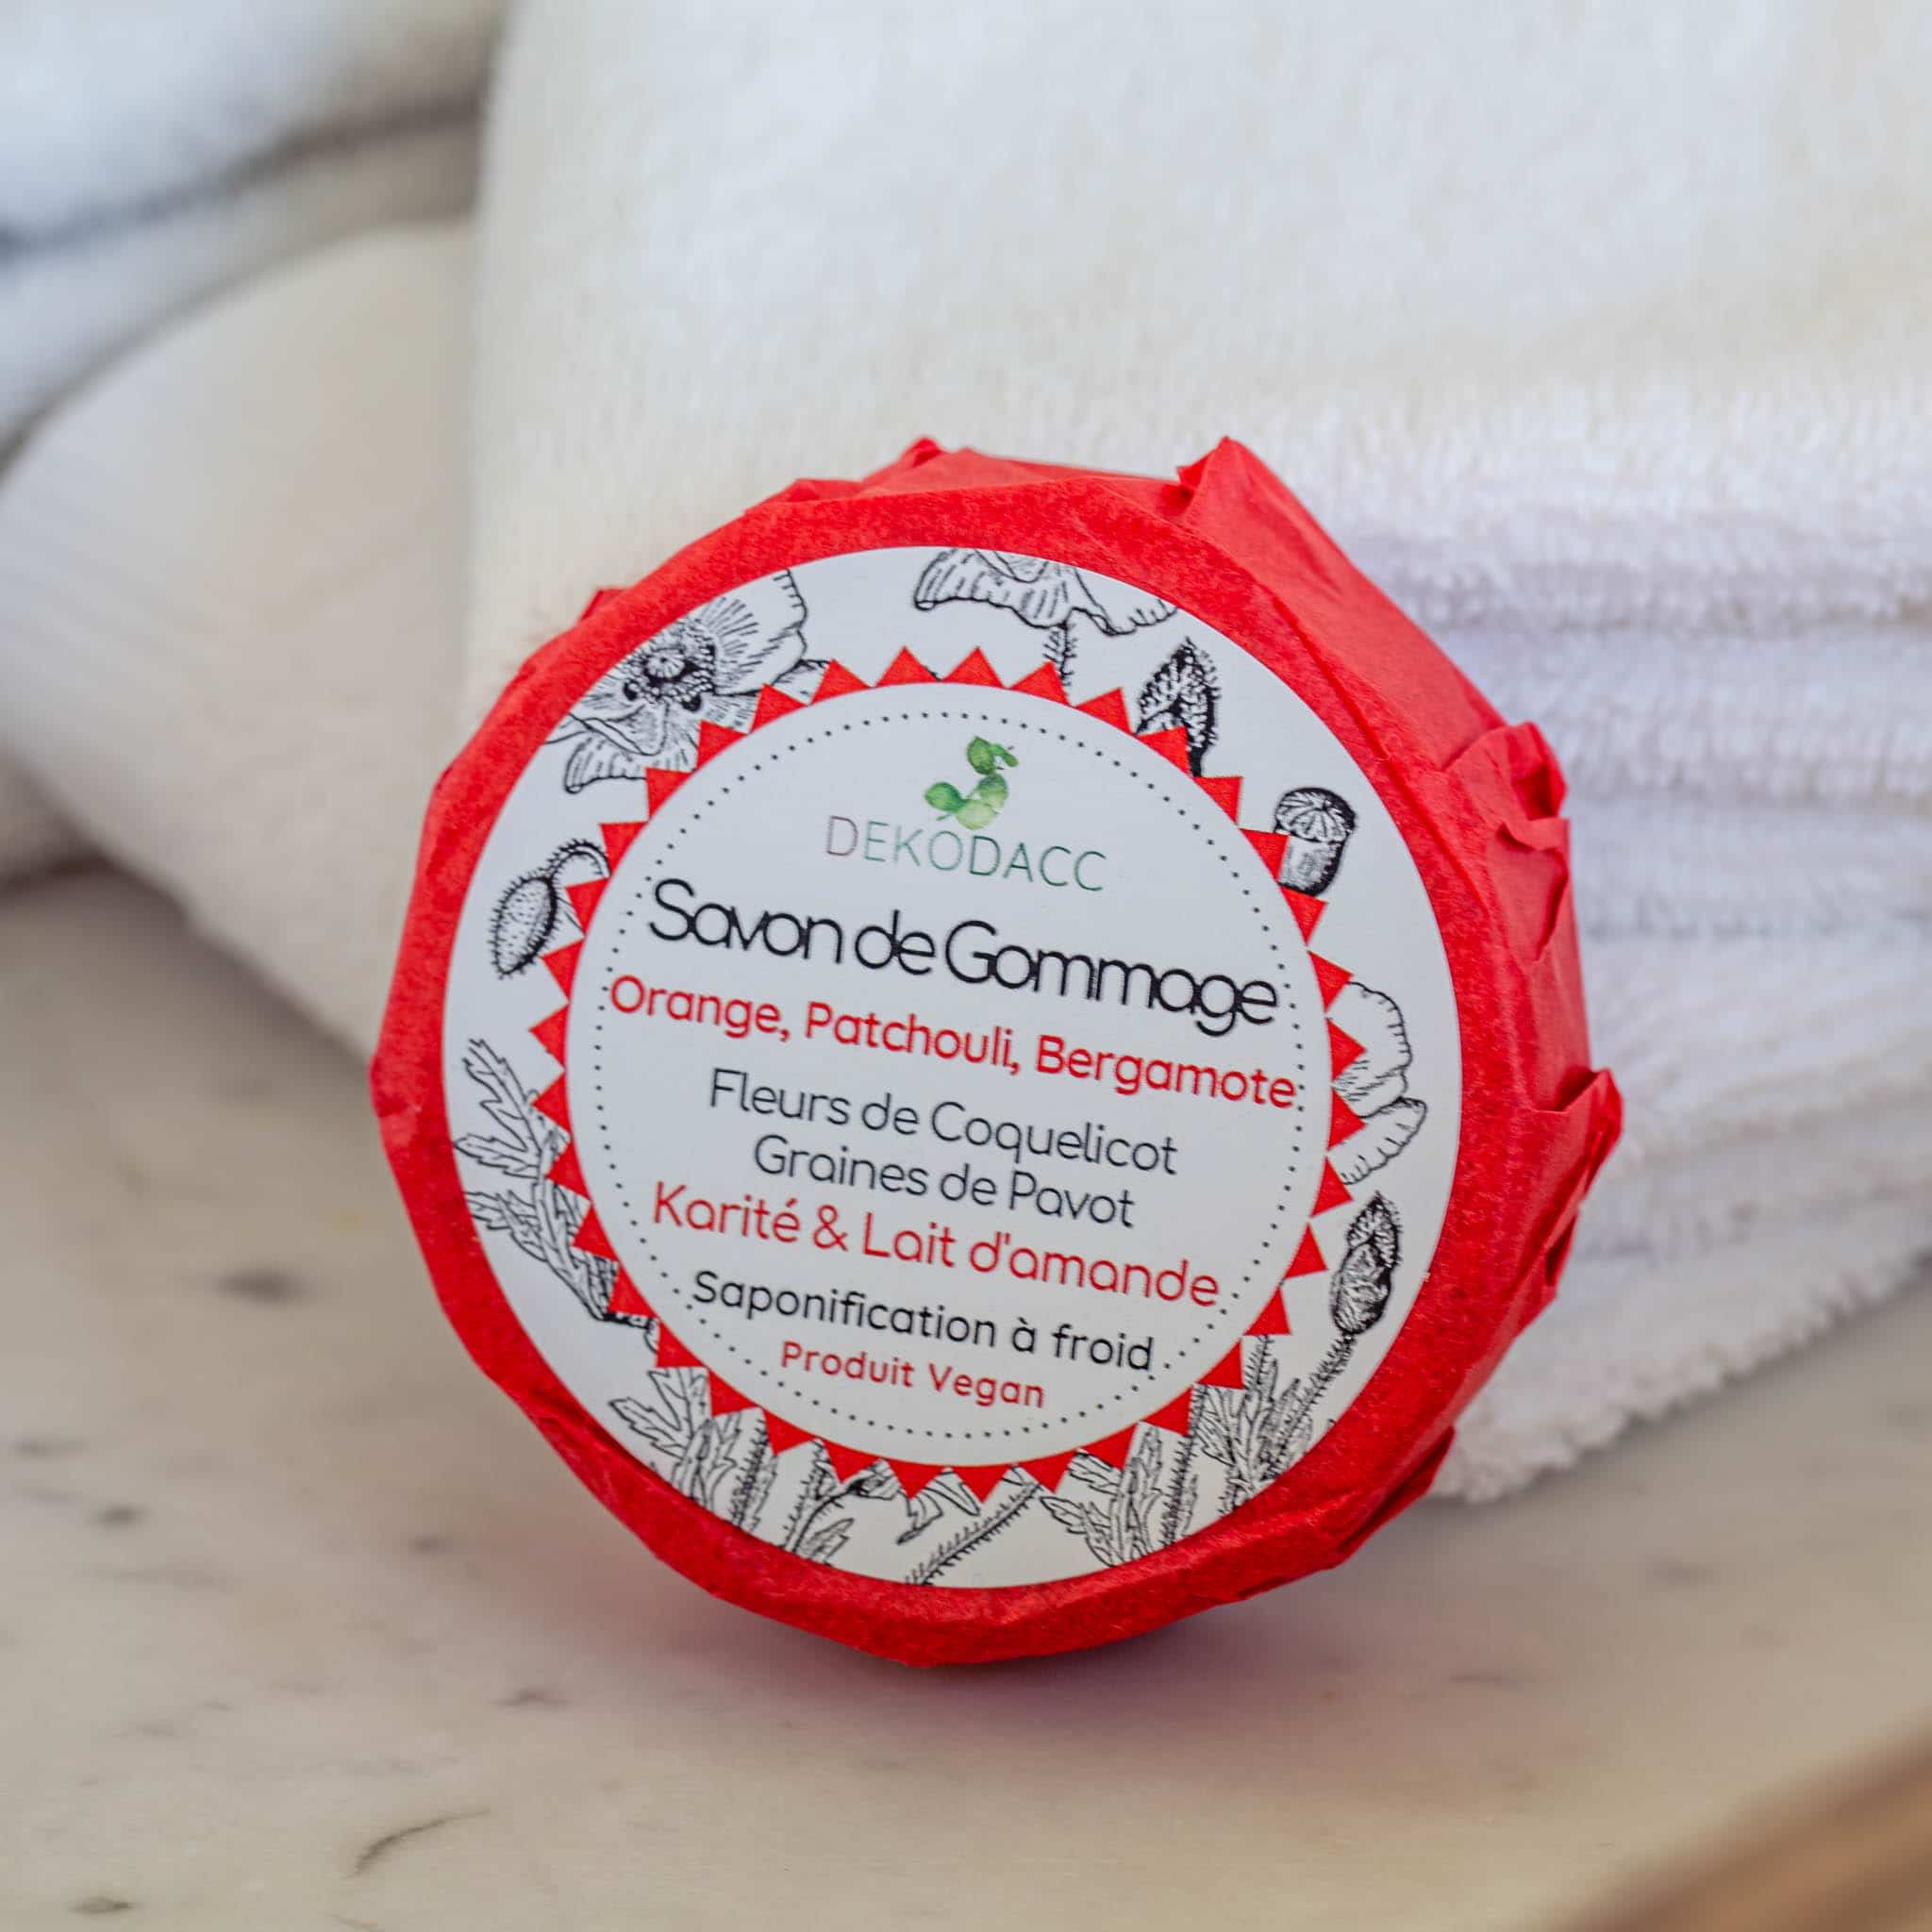 DEKODACC
Savon de Gommage
Orange, Patchouli, Bergamote
Fleurs de Coquelicot
Graines de Pavot
Karité & Lait d'amande
Saponification à froid
Produit Vegan